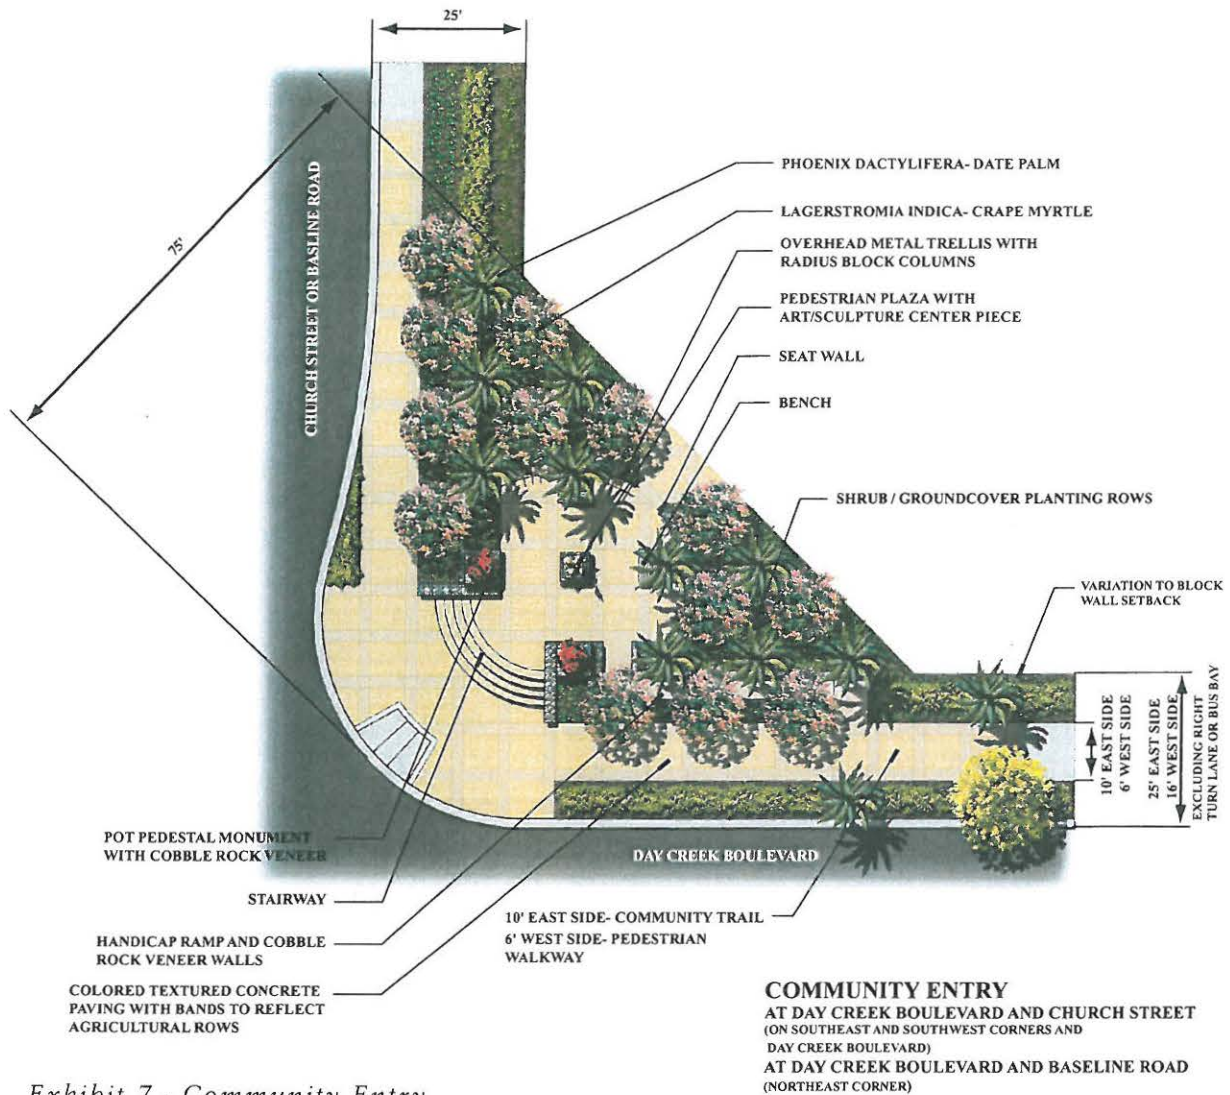 25'
75'
CHURCH STREET OR BASLINE ROAD
PHOENIX DACTYLIFERA- DATE PALM
LAGERSTROMIA INDICA- CRAPE MYRTLE
OVERHEAD METAL TRELLIS WITH
RADIUS BLOCK COLUMNS
PEDESTRIAN PLAZA WITH
ART/SCULPTURE CENTER PIECE
SEAT WALL
BENCH
SHRUB / GROUNDCOVER PLANTING ROWS
VARIATION TO BLOCK
WALL SETBACK
10' EAST SIDE
6' WEST SIDE
25' EAST SIDE
16' WEST SIDE
EXCLUDING RIGHT
TURN LANE OR BUS BAY
POT PEDESTAL MONUMENT
WITH COBBLE ROCK VENEER
DAY CREEK BOULEVARD
STAIRWAY
HANDICAP RAMP AND COBBLE
ROCK VENEER WALLS
COLORED TEXTURED CONCRETE
PAVING WITH BANDS TO REFLECT
AGRICULTURAL ROWS
10' EAST SIDE- COMMUNITY TRAIL
6' WEST SIDE- PEDESTRIAN
WALKWAY
COMMUNITY ENTRY
AT DAY CREEK BOULEVARD AND CHURCH STREET
(ON SOUTHEAST AND SOUTHWEST CORNERS AND
DAY CREEK BOULEVARD)
AT DAY CREEK BOULEVARD AND BASELINE ROAD
(NORTHEAST CORNER)
Exhibit 7 - Community Entry